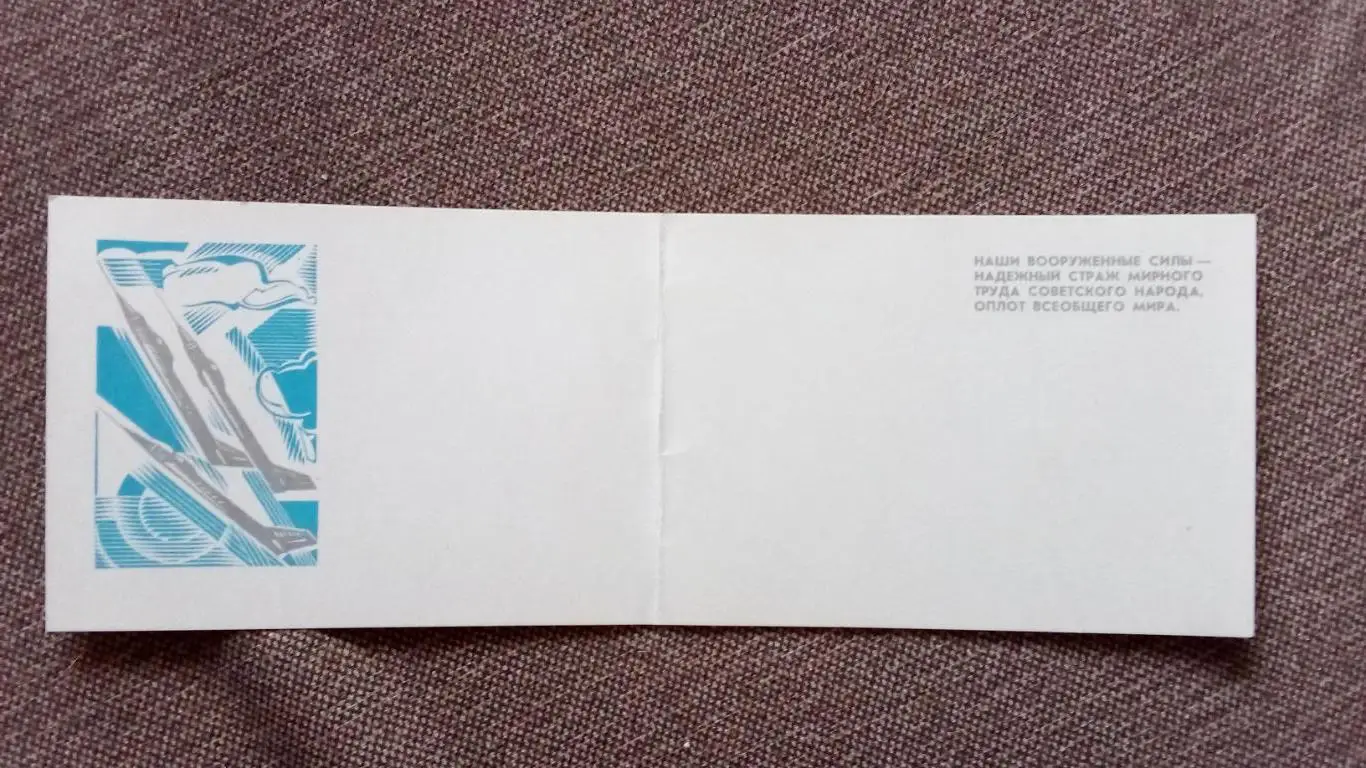 НАШИ ВООРУЖЕННЫЕ СИЛЫ —
НАДЕЖНЫЙ СТРАЖ МИРНОГО
ТРУДА СОВЕТСКОГО НАРОДА,
ОПЛОТ ВСЕОБЩЕГО МИРА.